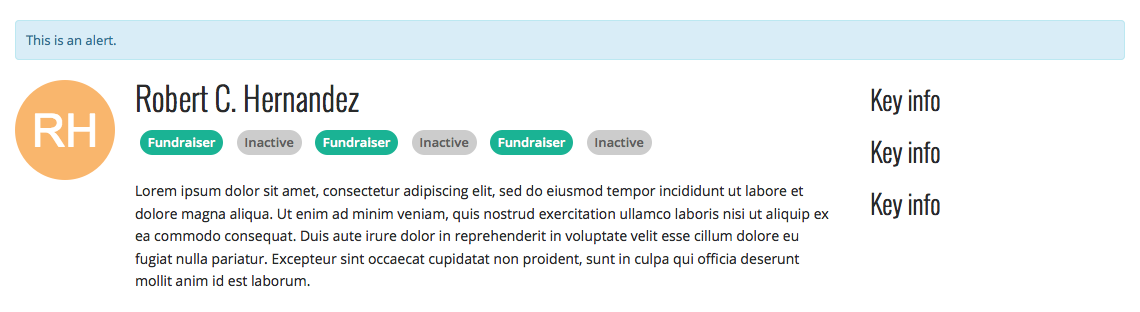 This is an alert.
RH
Robert C. Hernandez
Fundraiser Inactive Fundraiser Inactive Fundraiser Inactive
Lorem ipsum dolor sit amet, consectetur adipiscing elit, sed do eiusmod tempor incididunt ut labore et
dolore magna aliqua. Ut enim ad minim veniam, quis nostrud exercitation ullamco laboris nisi ut aliquip ex
ea commodo consequat. Duis aute irure dolor in reprehenderit in voluptate velit esse cillum dolore eu
fugiat nulla pariatur. Excepteur sint occaecat cupidatat non proident, sunt in culpa qui officia deserunt
mollit anim id est laborum.
Key info
Key info
Key info